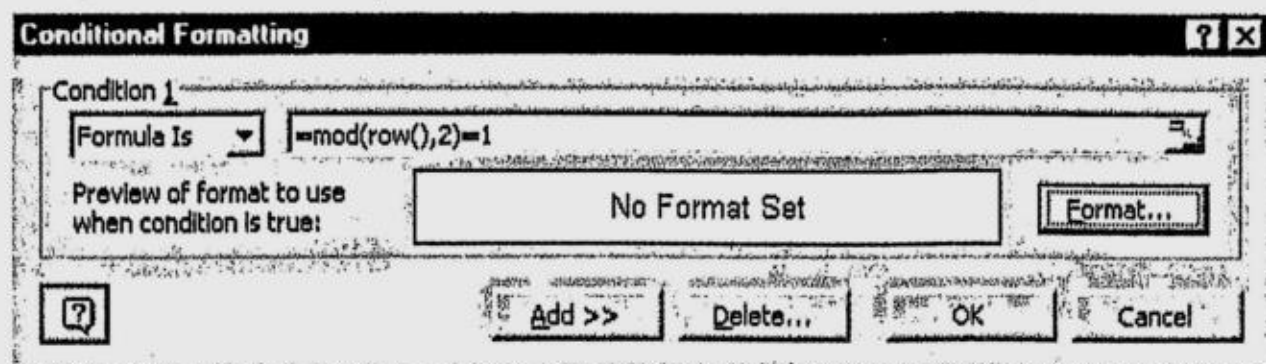 Conditional Formatting
Condition 1
Formula Is =mod(row(),2)=1
Preview of format to use
when condition is true:
No Format Set
Format...
Add >> Delete... OK Cancel